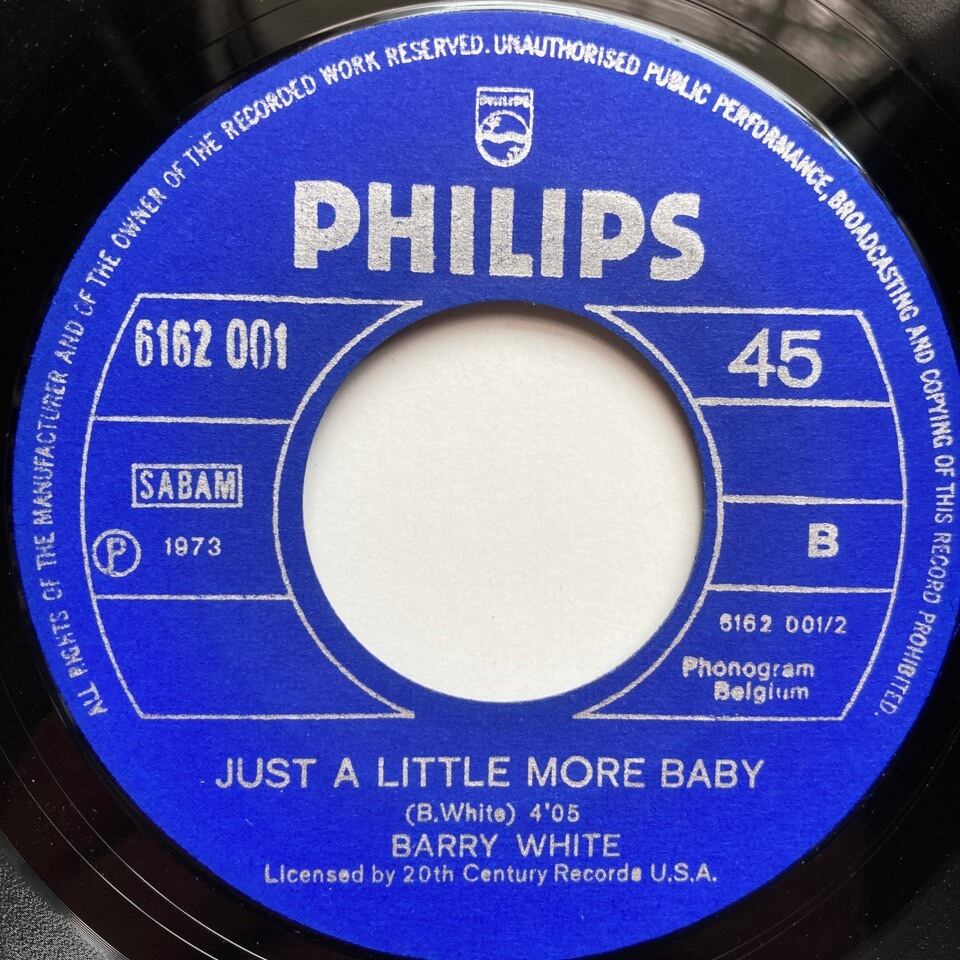 ALL RIGHTS OF THE MANUFACTURER AND OF THE OWNER OF THE RECORDED WORK RESERVED. UNAUTHORISED PUBLIC PERFORMANCE, BROADCASTING AND COPYING OF THIS RECORD PROHIBITED.
PHILIPS
PHILIPS
6162 001
45
SABAM
P 1973
B
6162 001/2
Phonogram
Belgium
JUST A LITTLE MORE BABY
(B.White) 4'05
BARRY WHITE
Licensed by 20th Century Records U.S.A.